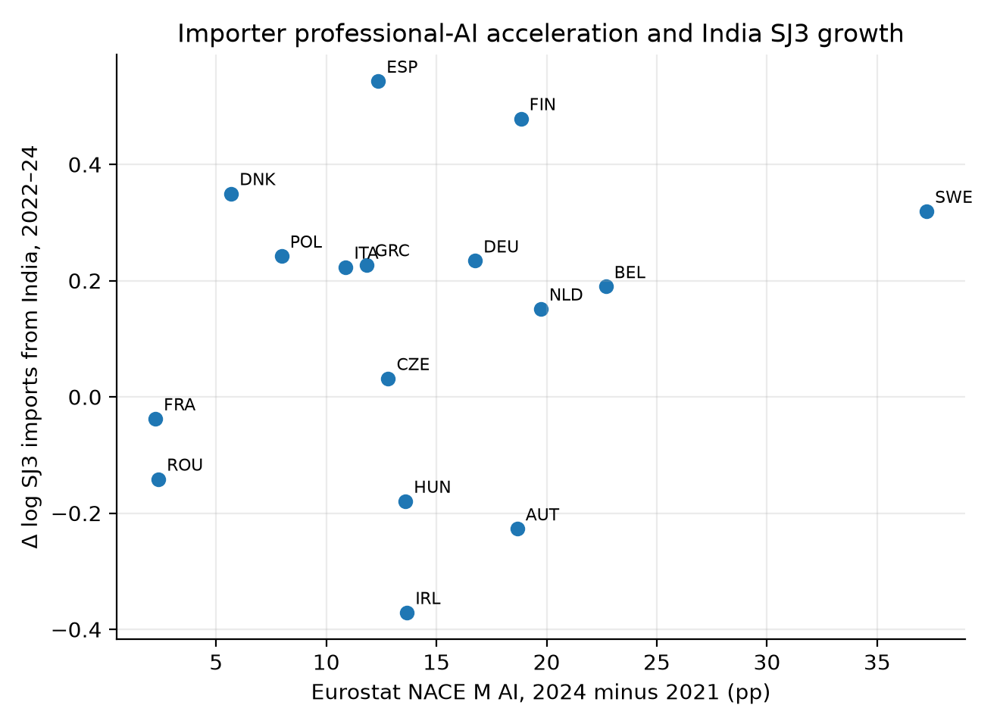 Importer professional-AI acceleration and India SJ3 growth
ESP
FIN
0.4
DNK
SWE
POL
ITA
GRC
DEU
BEL
0.2
NLD
CZE
0.0
FRA
ROU
HUN
−0.2
AUT
IRL
−0.4
Δ log SJ3 imports from India, 2022–24
5 10 15 20 25 30 35
Eurostat NACE M AI, 2024 minus 2021 (pp)